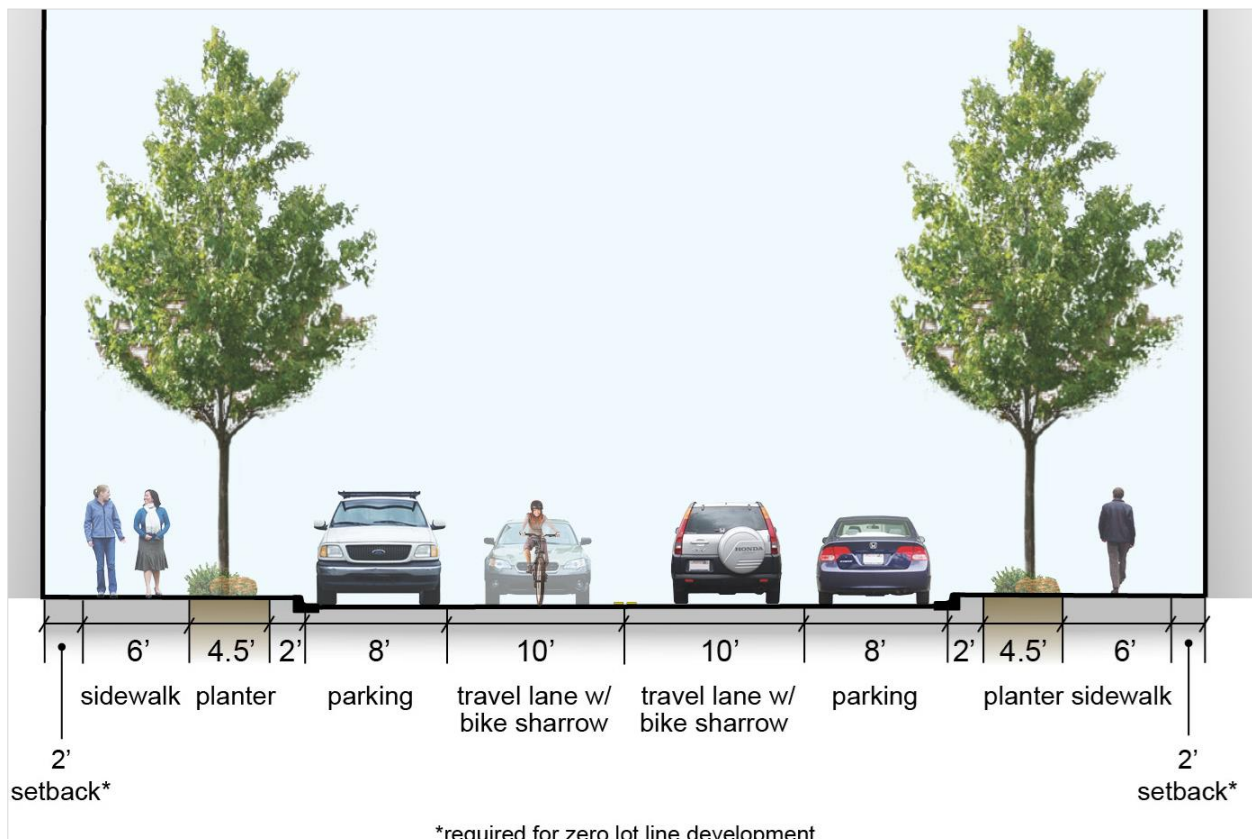 6’ 4.5’ 2’ 8’ 10’ 10’ 8’ 2’ 4.5’ 6’
sidewalk planter parking travel lane w/ travel lane w/ parking planter sidewalk
bike sharrow bike sharrow
2’ 2’
setback* setback*
*required for zero lot line development
HONDA